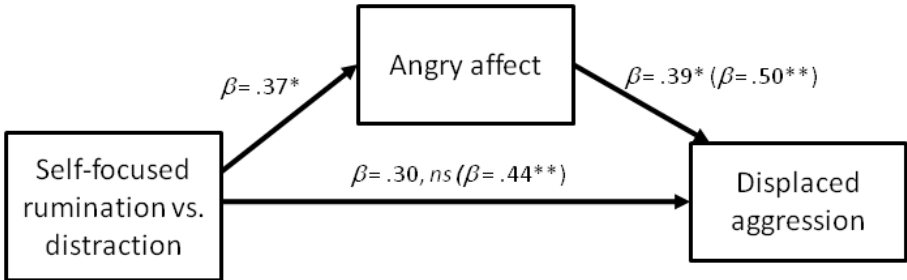 Angry affect
β= .37*
β= .39* (β= .50**)
Self-focused
rumination vs.
distraction
β= .30, ns (β= .44**)
Displaced
aggression